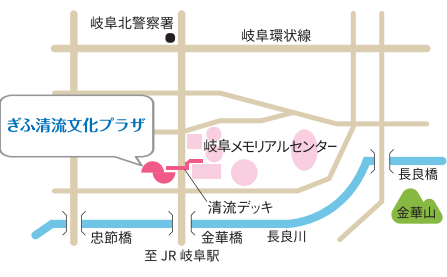 岐阜北警察署
岐阜環状線
ぎふ清流文化プラザ
岐阜メモリアルセンター
長良橋
清流デッキ
金華山
忠節橋
金華橋
長良川
至 JR 岐阜駅